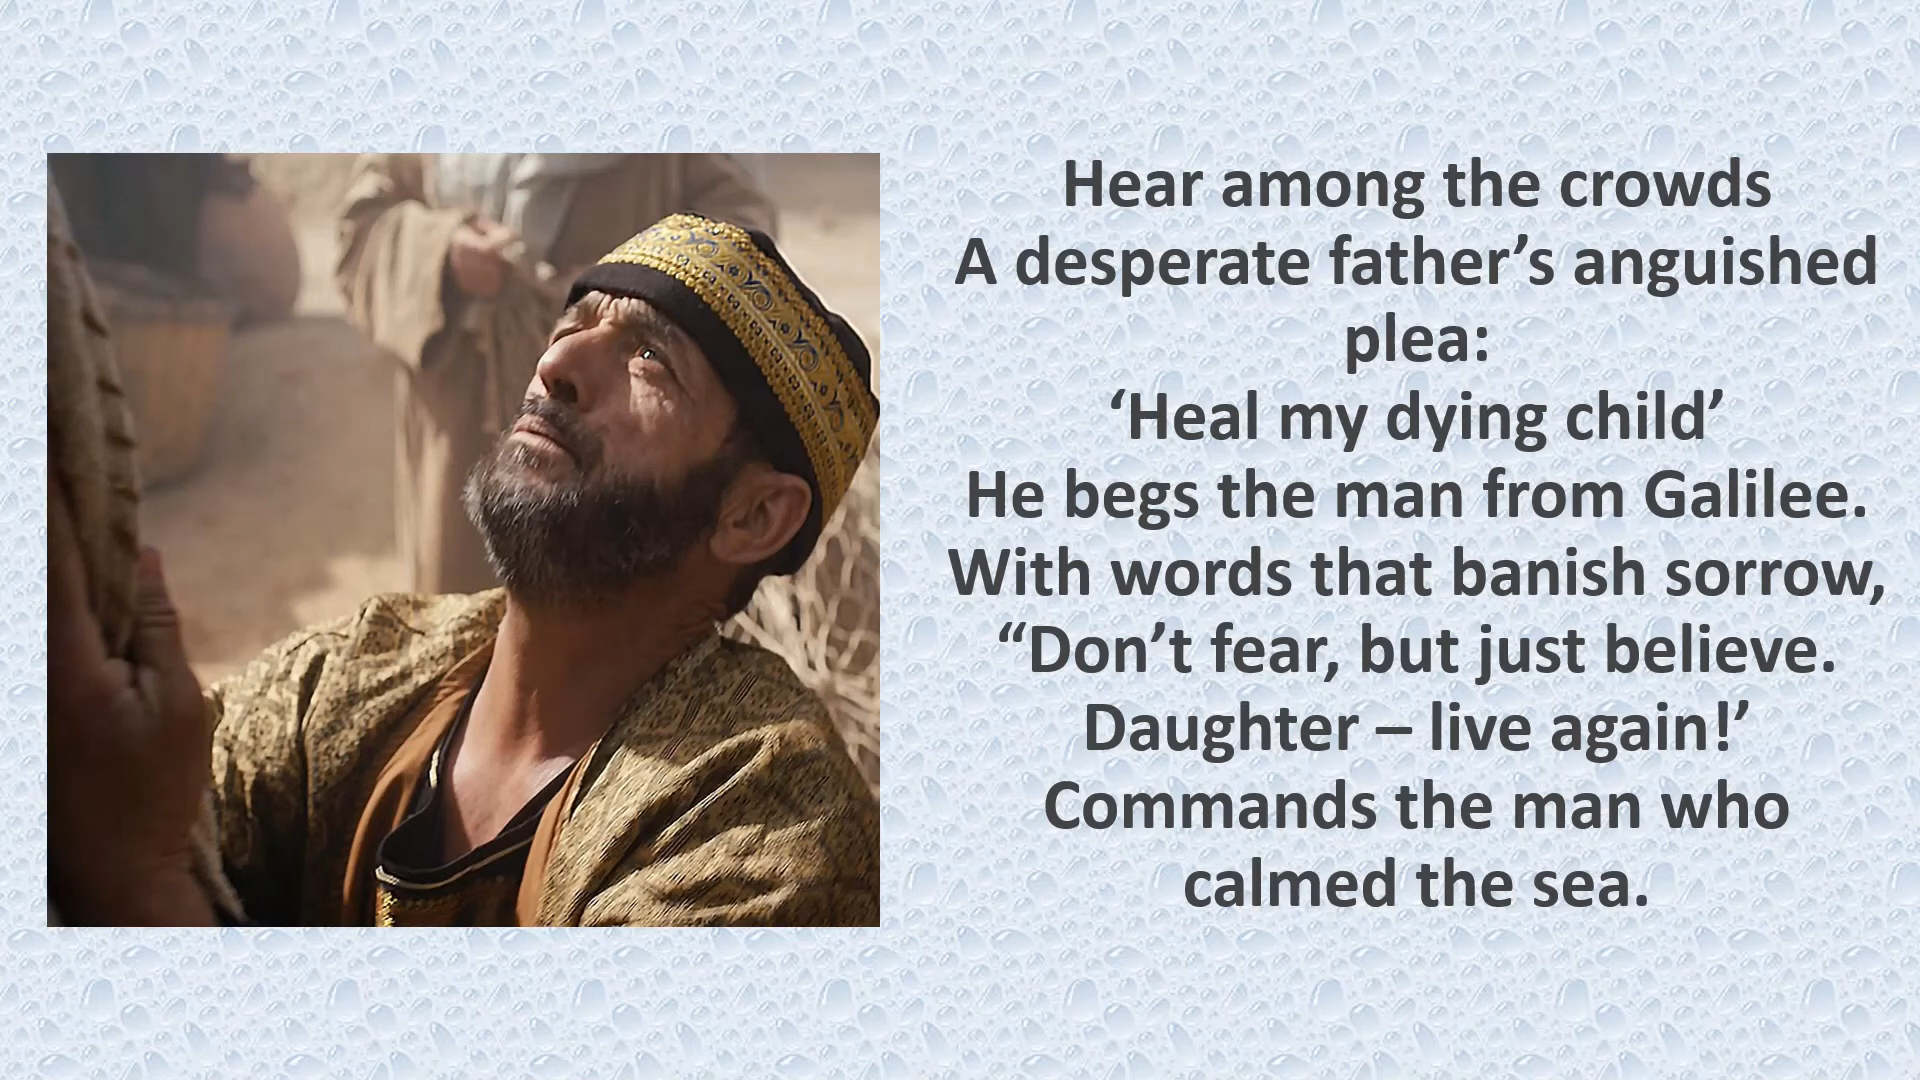 Hear among the crowds
A desperate father’s anguished
plea:
‘Heal my dying child’
He begs the man from Galilee.
With words that banish sorrow,
“Don’t fear, but just believe.
Daughter – live again!’
Commands the man who
calmed the sea.